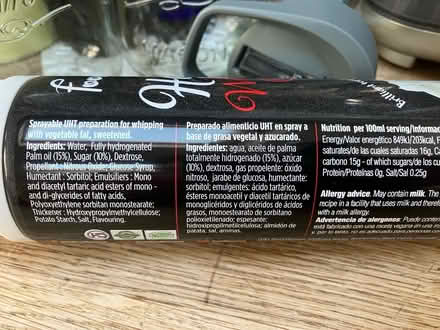 for
Brilliant
Sprayable UHT preparation for whipping
with vegetable fat, sweetened.
Ingredients: Water, Fully hydrogenated
Palm oil (15%), Sugar (10%), Dextrose,
Propellant : Nitrous Oxide, Glucose Syrup,
Humectant : Sorbitol, Emulsifiers : Mono
and diacetyl tartaric acid esters of mono -
and di-glycerides of fatty acids,
Polyoxyethylene sorbitan monostearate;
Thickener : Hydroxypropylmethylcellulose;
Potato Starch, Salt, Flavouring.
Preparado alimenticio UHT en spray a
base de grasa vegetal y azucarado.
Ingredientes: agua, aceite de palma
totalmente hidrogenado (15%), azúcar
(10%), dextrosa, gas propelente: óxido
nitroso, jarabe de glucosa, humectante:
sorbitol; emulgentes: ácido tartárico,
ésteres monoacetil y diacetil tartáricos de
monoglicéridos y diglicéridos de ácidos
grasos, monoestearato de sorbitano
polioxietilenado; espesante:
hidroxipropilmetilcelulosa; almidón de
patata, sal, aromas.
Nutrition per 100ml serving/
Energy/Valor energético 849kJ/203kcal,
saturates/de las cuales saturadas 16g,
carbono 15g - of which sugars/de los
Protein/Proteínas 0g, Salt/Sal 0.25g
Allergy advice. May contain milk. The
recipe in a facility that uses milk and
with a milk allergen.
Advertencia de alergenos: Puede